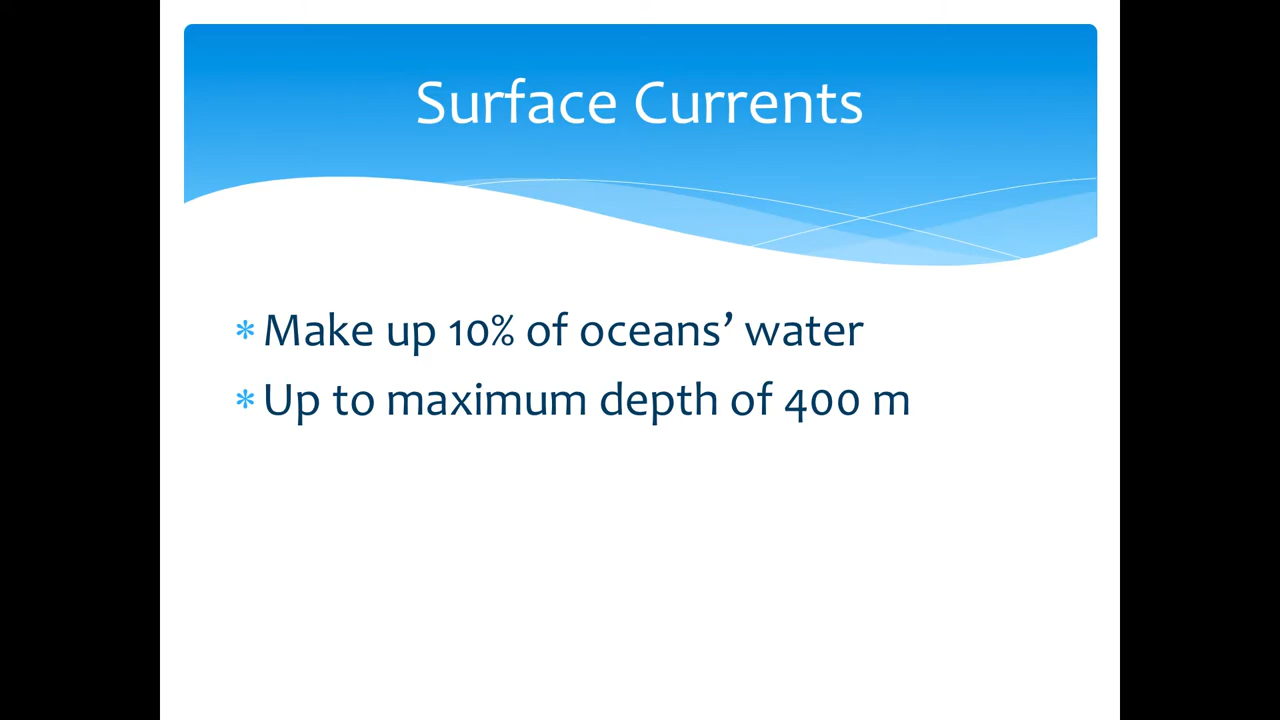 Surface Currents
* Make up 10% of oceans’ water
* Up to maximum depth of 400 m